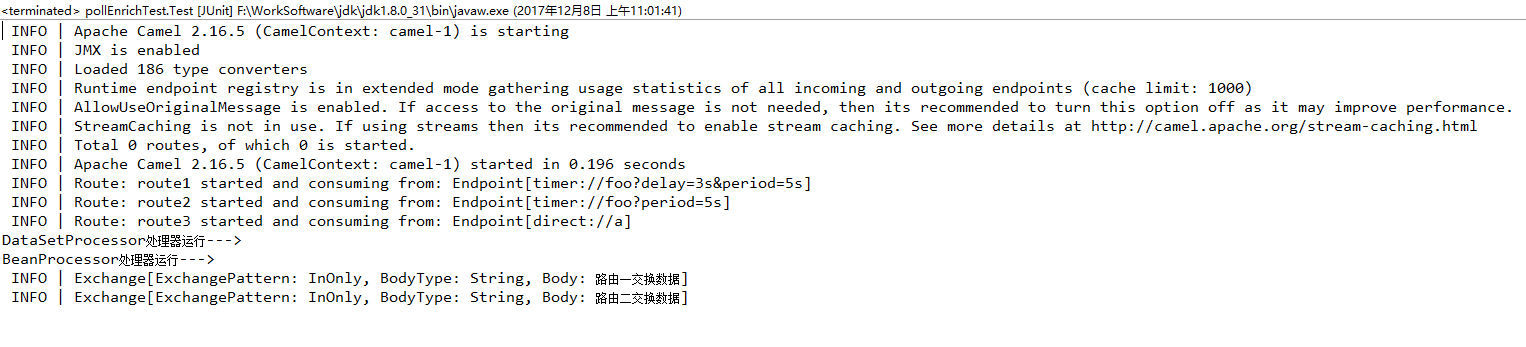 <terminated> pollEnrichTest.Test [JUnit] F:\WorkSoftware\jdk\jdk1.8.0_31\bin\javaw.exe (2017年12月8日 上午11:01:41)
INFO | Apache Camel 2.16.5 (CamelContext: camel-1) is starting
INFO | JMX is enabled
INFO | Loaded 186 type converters
INFO | Runtime endpoint registry is in extended mode gathering usage statistics of all incoming and outgoing endpoints (cache limit: 1000)
INFO | AllowUseOriginalMessage is enabled. If access to the original message is not needed, then its recommended to turn this option off as it may improve performance.
INFO | StreamCaching is not in use. If using streams then its recommended to enable stream caching. See more details at http://camel.apache.org/stream-caching.html
INFO | Total 0 routes, of which 0 is started.
INFO | Apache Camel 2.16.5 (CamelContext: camel-1) started in 0.196 seconds
INFO | Route: route1 started and consuming from: Endpoint[timer://foo?delay=3s&period=5s]
INFO | Route: route2 started and consuming from: Endpoint[timer://foo?period=5s]
INFO | Route: route3 started and consuming from: Endpoint[direct://a]
DataSetProcessor处理器运行--->
BeanProcessor处理器运行--->
INFO | Exchange[ExchangePattern: InOnly, BodyType: String, Body: 路由一交换数据]
INFO | Exchange[ExchangePattern: InOnly, BodyType: String, Body: 路由二交换数据]